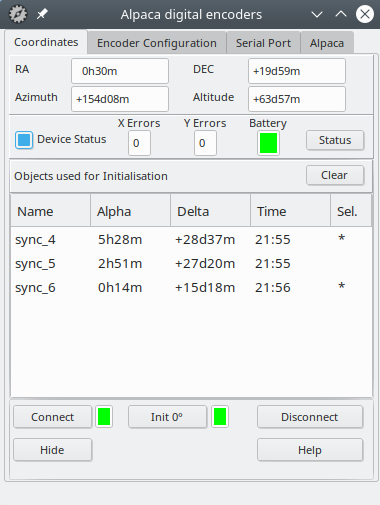 Alpaca digital encoders
Coordinates Encoder Configuration Serial Port Alpaca
RA 0h30m DEC +19d59m
Azimuth +154d08m Altitude +63d57m
X Errors Y Errors Battery
Device Status 0 0 Status
Objects used for Initialisation Clear
Name Alpha Delta Time Sel.
sync_4 5h28m +28d37m 21:55 *
sync_5 2h51m +27d20m 21:55
sync_6 0h14m +15d18m 21:56 *
Connect Init 0° Disconnect
Hide Help